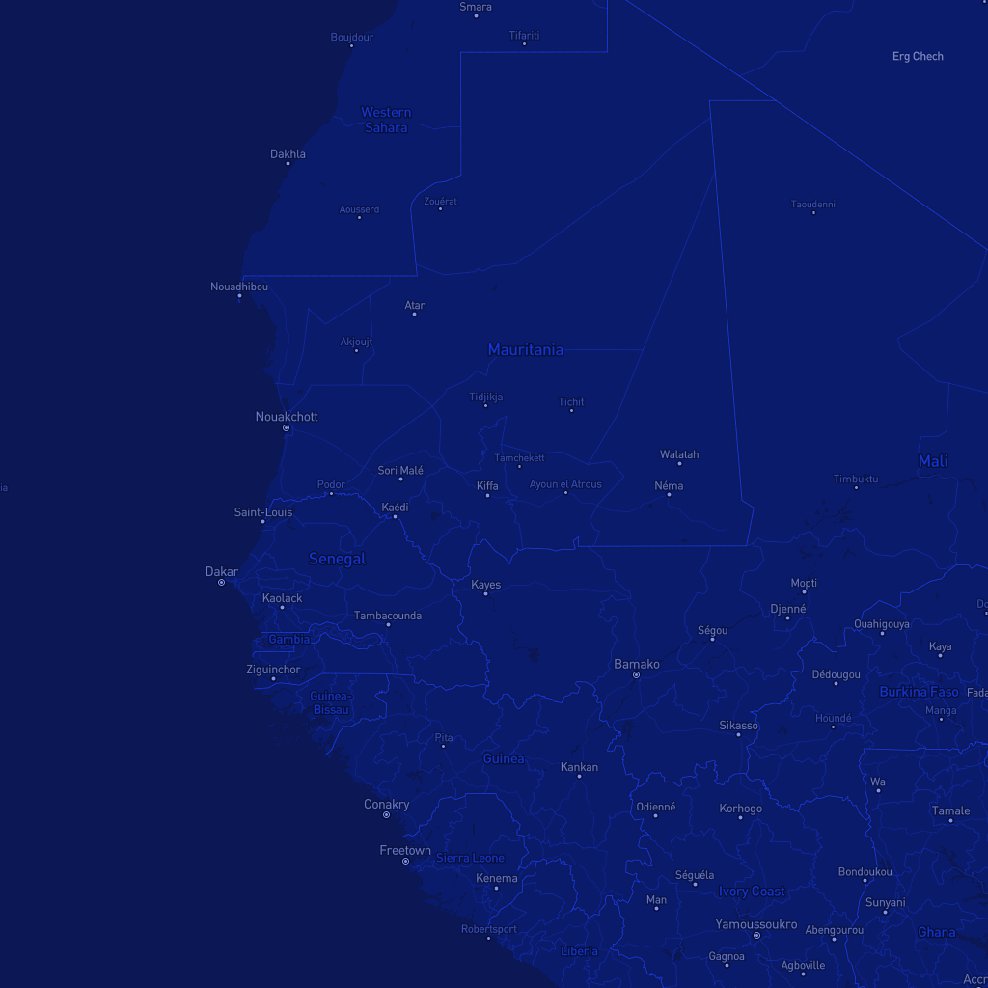 Smara
Boujdour
Tifariti
Erg Chech
Western
Sahara
Dakhla
Zouérat
Aousserd
Taoudenni
Nouadhibou
Atar
Akjoujt
Mauritania
Tidjikja
Tichit
Nouakchott
Walatah
Tamchekett
Mali
Sori Malé
Timbuktu
Podor
Kiffa
Ayoun el Atrous
Néma
ia
Kaédi
Saint-Louis
Senegal
Dakar
Kayes
Mopti
Kaolack
Djenné
Do
Tambacounda
Ouahigouya
Ségou
Gambia
Kaya
Bamako
Ziguinchor
Dédougou
Guinea-
Bissau
Burkina Faso
Fada
Manga
Houndé
Sikasso
Pita
Guinea
Kankan
Wa
Conakry
Odienné
Korhogo
Tamale
Freetown
Sierra Leone
Kenema
Séguéla
Bondoukou
Ivory Coast
Man
Sunyani
Robertsport
Yamoussoukro
Abengourou
Ghana
Liberia
Gagnoa
Agboville
Accr